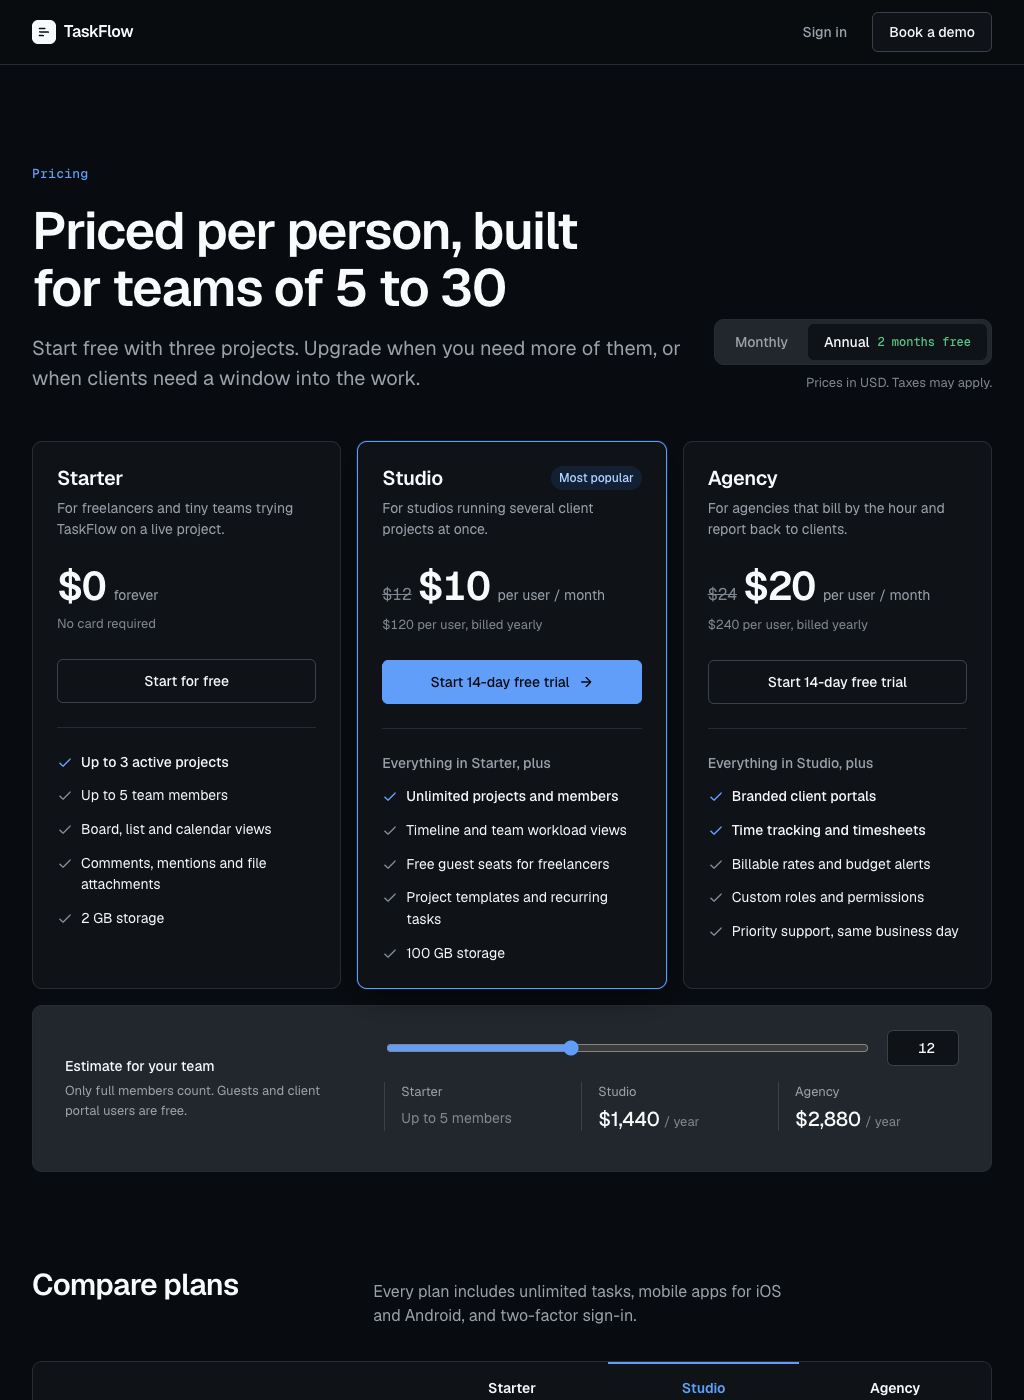 TaskFlow
Sign in
Book a demo
Pricing
Priced per person, built
for teams of 5 to 30
Start free with three projects. Upgrade when you need more of them, or
when clients need a window into the work.
Monthly
Annual 2 months free
Prices in USD. Taxes may apply.
Starter
For freelancers and tiny teams trying
TaskFlow on a live project.
$0 forever
No card required
Start for free
Up to 3 active projects
Up to 5 team members
Board, list and calendar views
Comments, mentions and file
attachments
2 GB storage
Studio
Most popular
For studios running several client
projects at once.
$12 $10 per user / month
$120 per user, billed yearly
Start 14-day free trial →
Everything in Starter, plus
Unlimited projects and members
Timeline and team workload views
Free guest seats for freelancers
Project templates and recurring
tasks
100 GB storage
Agency
For agencies that bill by the hour and
report back to clients.
$24 $20 per user / month
$240 per user, billed yearly
Start 14-day free trial
Everything in Studio, plus
Branded client portals
Time tracking and timesheets
Billable rates and budget alerts
Custom roles and permissions
Priority support, same business day
Estimate for your team
Only full members count. Guests and client
portal users are free.
12
Starter
Up to 5 members
Studio
$1,440 / year
Agency
$2,880 / year
Compare plans
Every plan includes unlimited tasks, mobile apps for iOS
and Android, and two-factor sign-in.
Starter
Studio
Agency